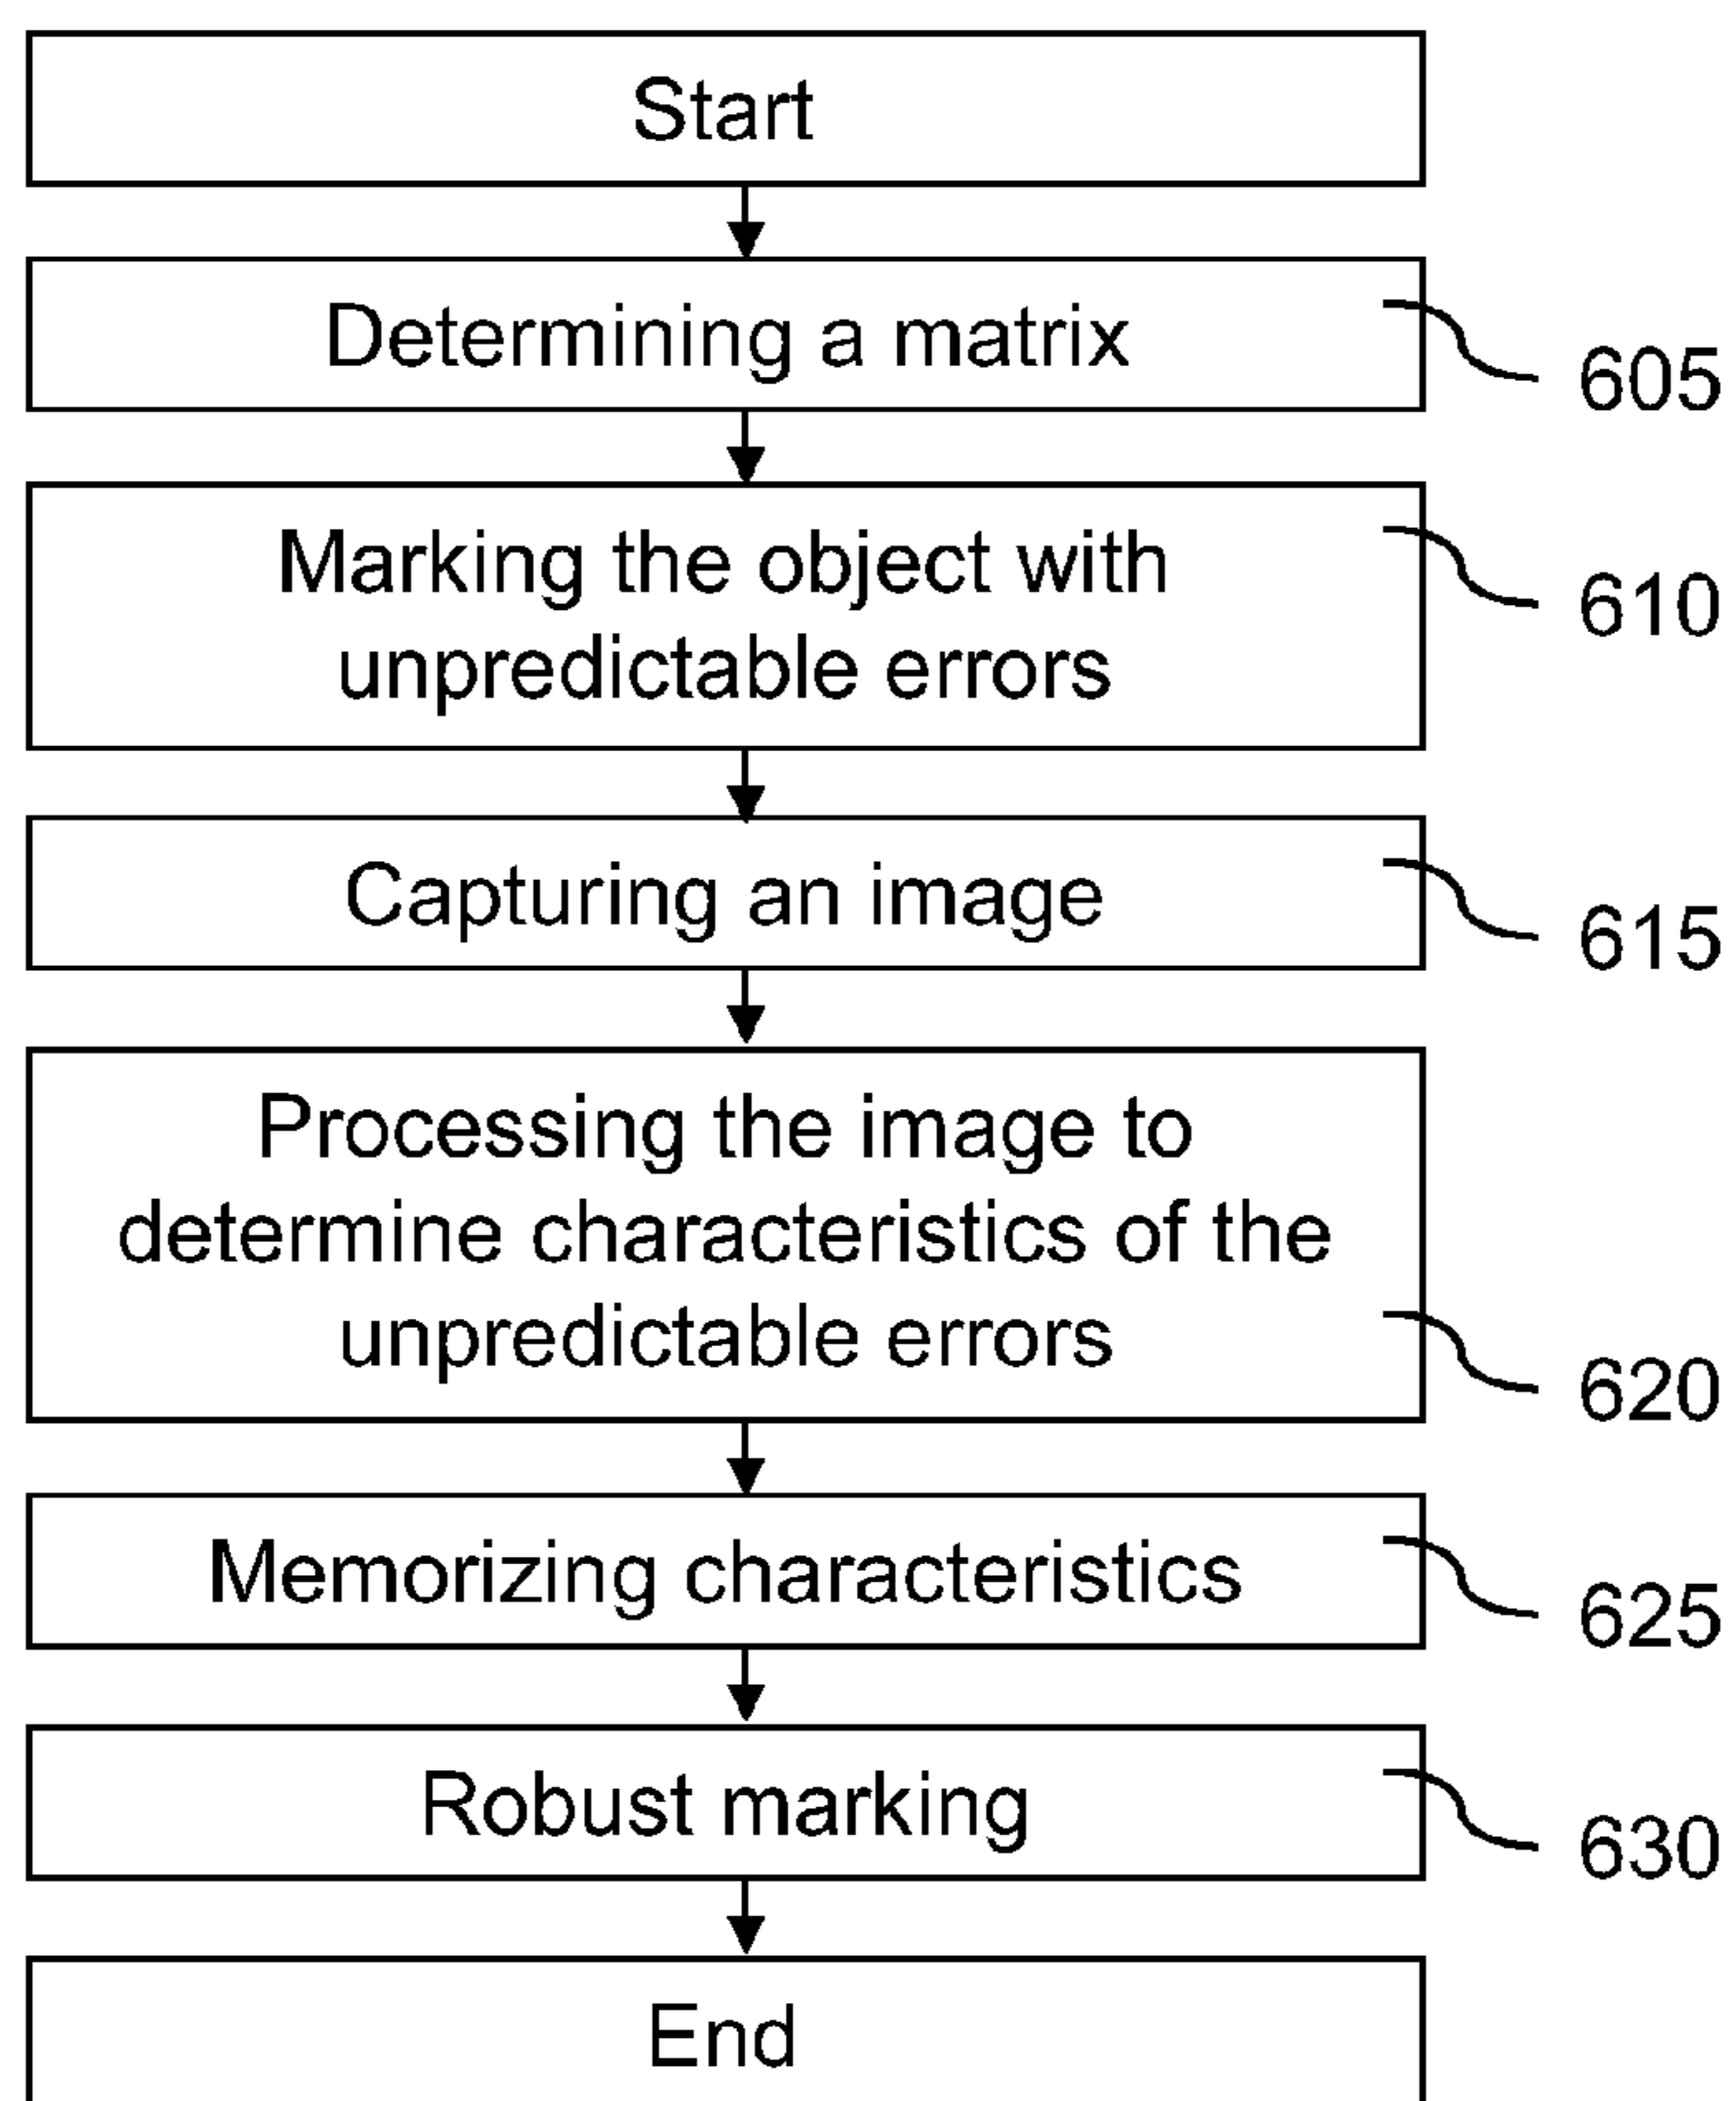 Start
Determining a matrix
605
Marking the object with
unpredictable errors
610
Capturing an image
615
Processing the image to
determine characteristics of the
unpredictable errors
620
Memorizing characteristics
625
Robust marking
630
End